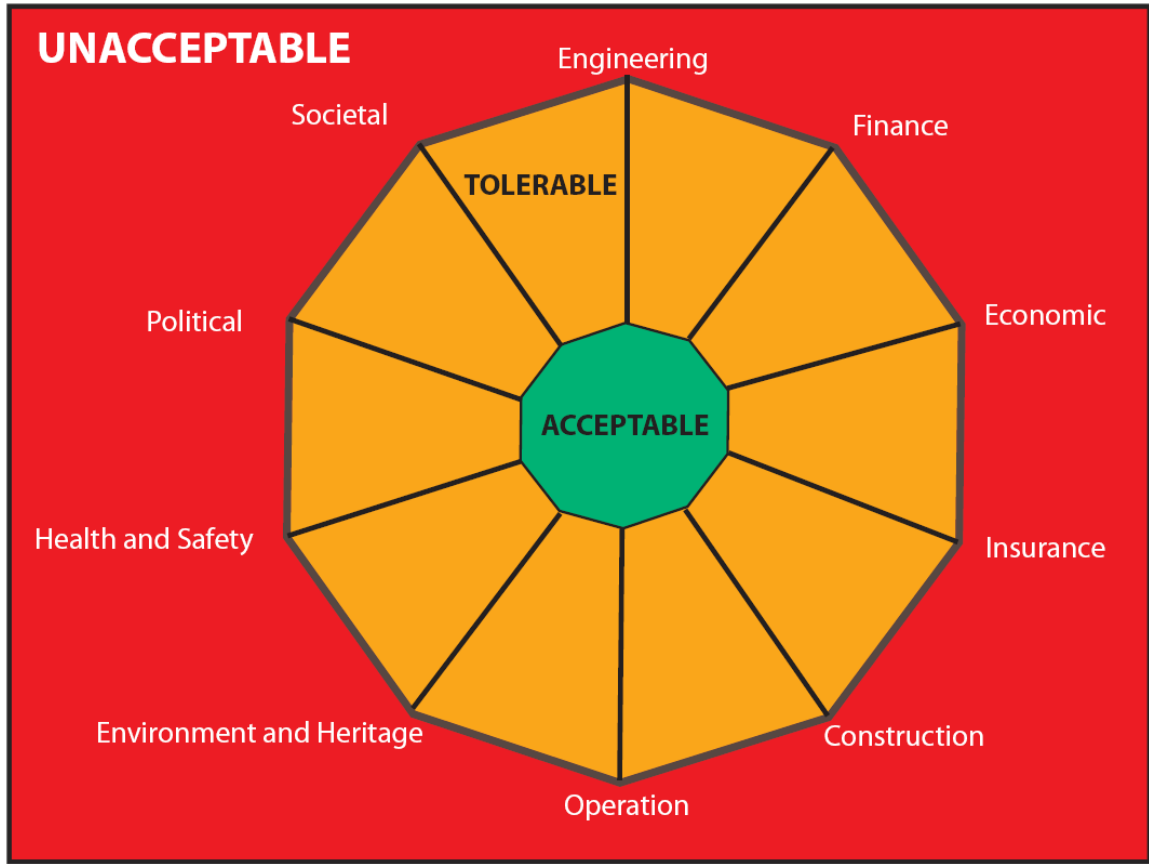 UNACCEPTABLE
Engineering
Societal
Finance
TOLERABLE
Political
Economic
ACCEPTABLE
Health and Safety
Insurance
Environment and Heritage
Construction
Operation